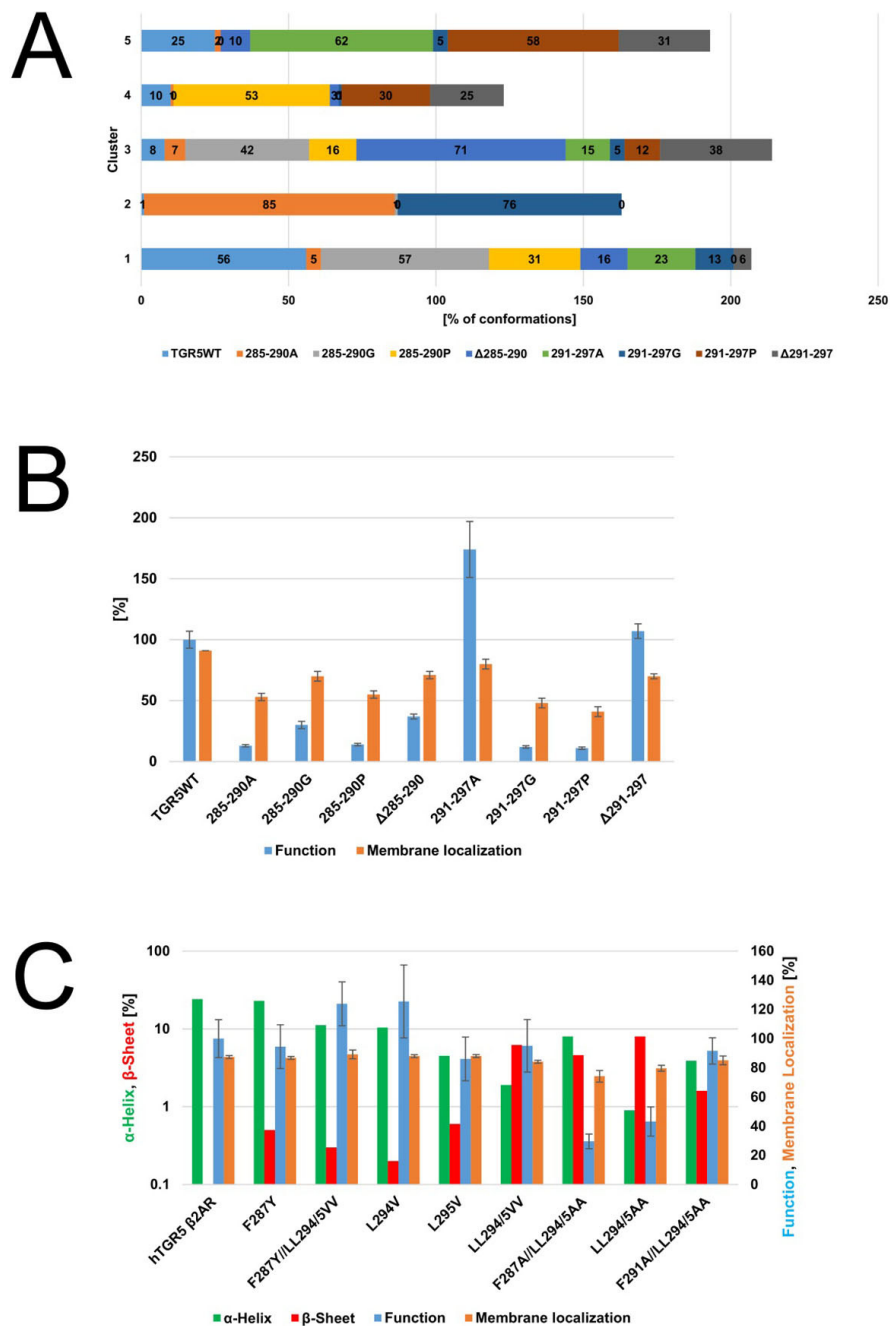 A
5 25 2 0 10 62 5 58 31
4 10 1 0 53 3 1 0 30 25
Cluster
3 8 7 42 16 71 15 5 12 38
2 1 85 1 0 76 0
1 56 5 57 31 16 23 13 0 6
0 50 100 150 200 250
[% of conformations]
TGR5WT 285-290A 285-290G 285-290P Δ285-290 291-297A 291-297G 291-297P Δ291-297
B
250
200
150
[%]
100
50
0
TGR5WT 285-290A 285-290G 285-290P Δ285-290 291-297A 291-297G 291-297P Δ291-297
Function Membrane localization
C
100 160
140
10 120
100
α-Helix, β-Sheet [%]
Function, Membrane Localization [%]
1 80
60
40
20
0.1 0
hTGR5 β2AR F287Y F287Y//LL294/5VV L294V L295V LL294/5VV F287A//LL294/5AA LL294/5AA F291A//LL294/5AA
α-Helix β-Sheet Function Membrane localization